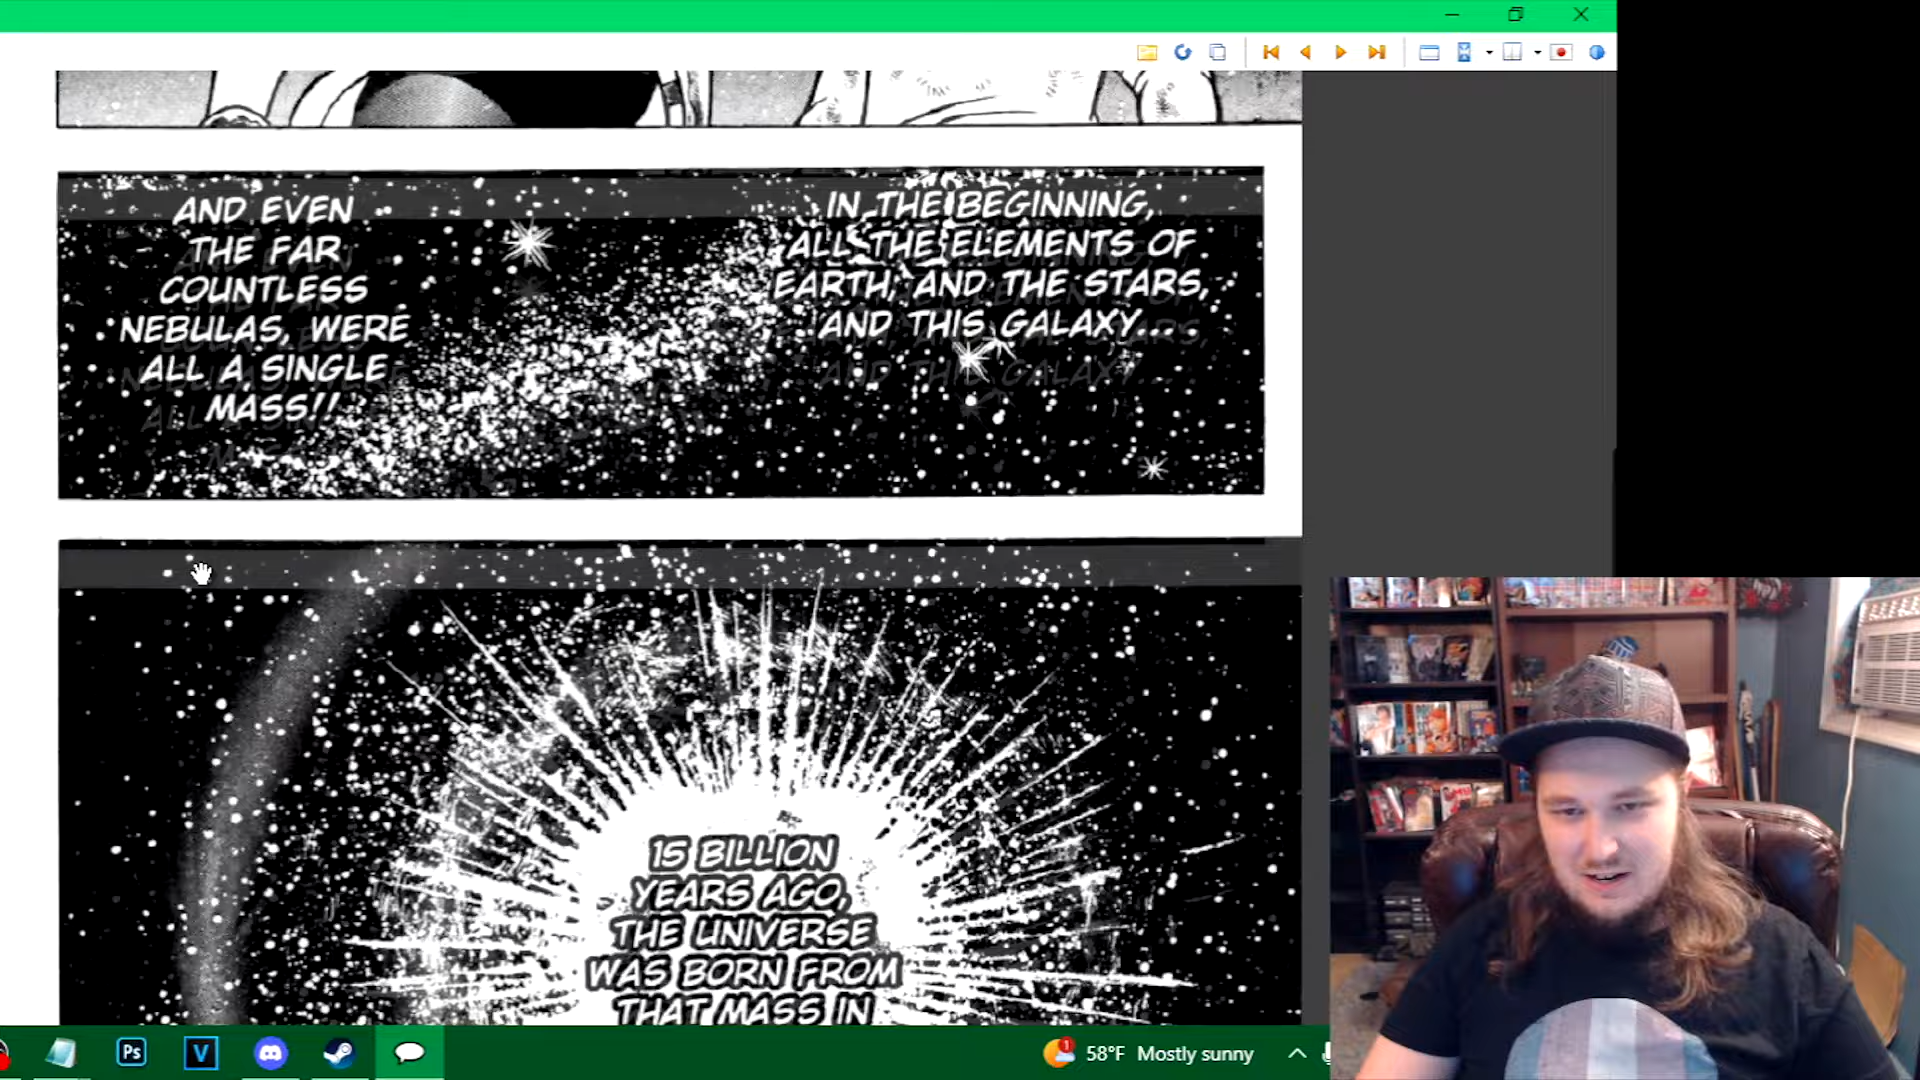 IN THE BEGINNING,
ALL THE ELEMENTS OF
EARTH, AND THE STARS,
AND THIS GALAXY...
AND EVEN
THE FAR
COUNTLESS
NEBULAS, WERE
ALL A SINGLE
MASS!!
15 BILLION
YEARS AGO,
THE UNIVERSE
WAS BORN FROM
THAT MASS IN
Ps
V
1
58°F Mostly sunny